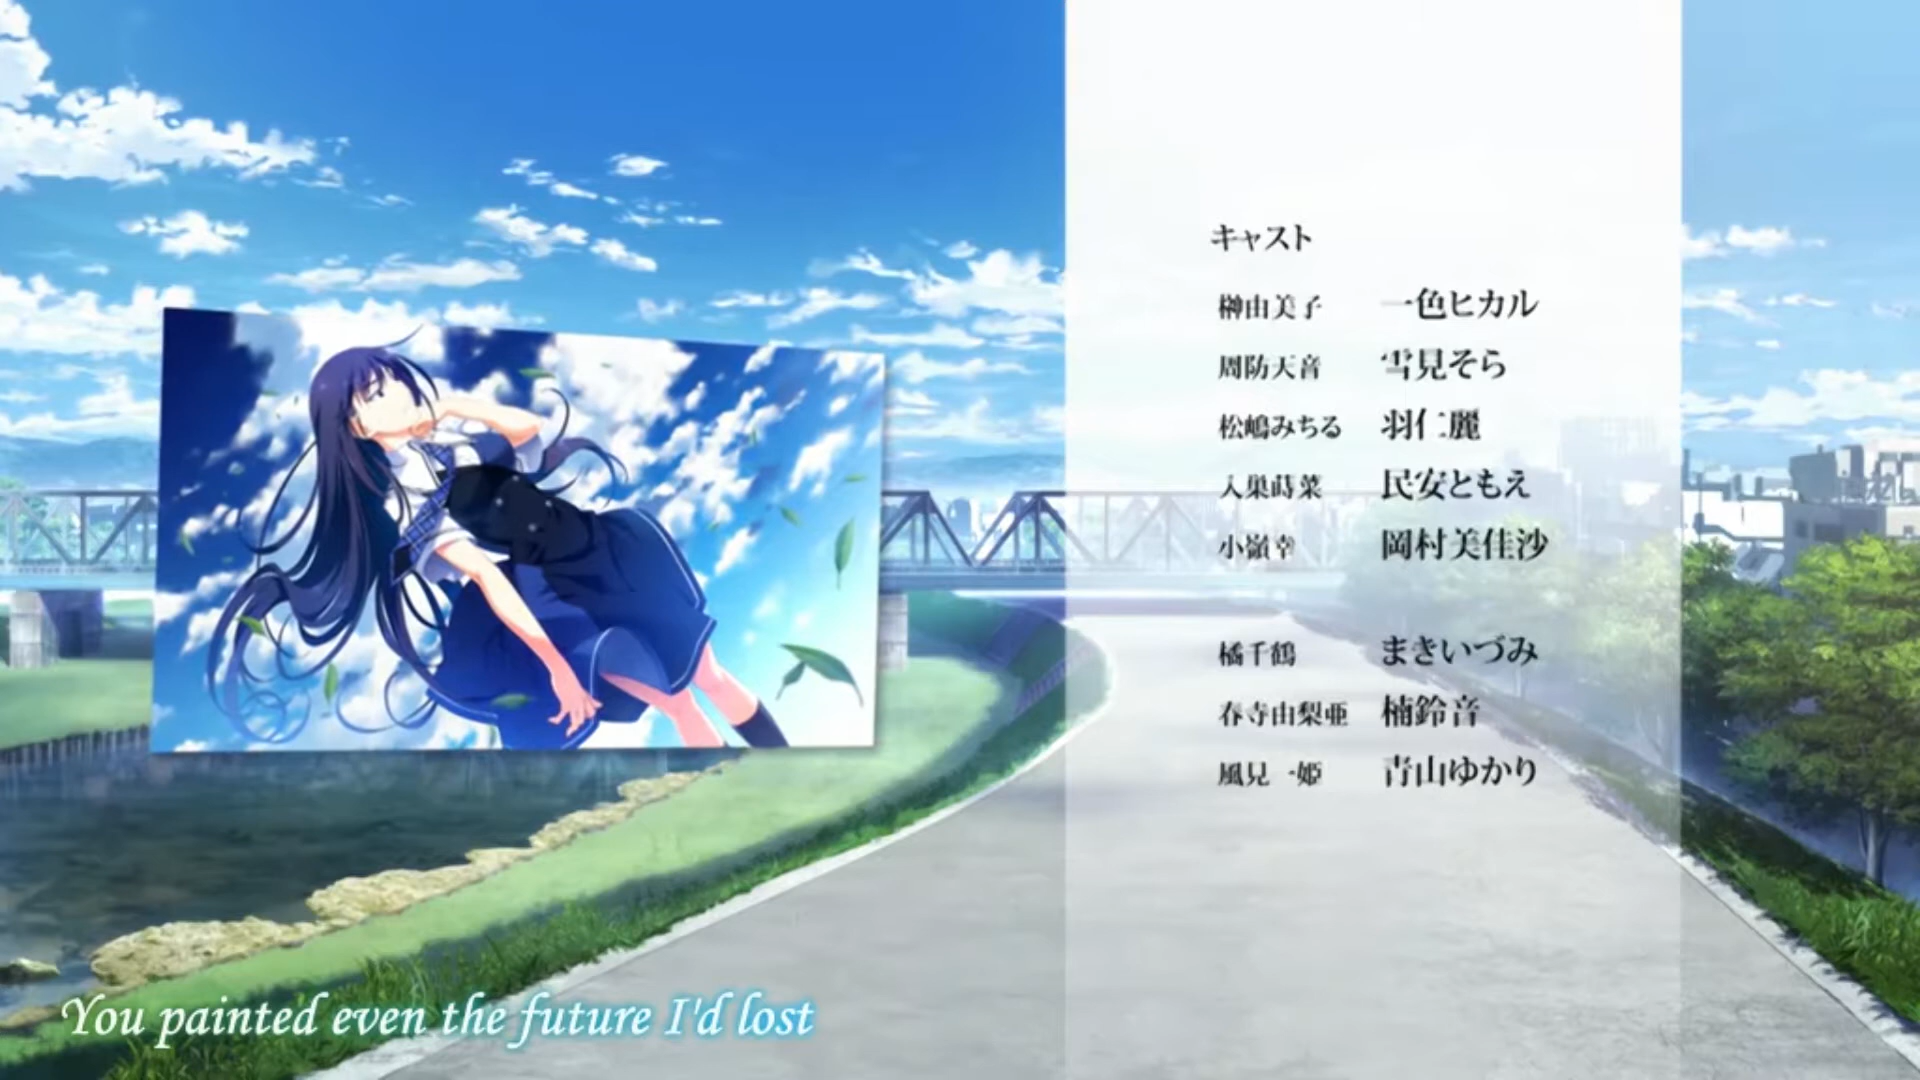 キャスト
榊由美子 一色ヒカル
周防天音 雪見そら
松嶋みちる 羽仁麗
入巣蒔菜 民安ともえ
小嶺幸 岡村美佳沙
橘千鶴 まきいづみ
春寺由梨亜 楠鈴音
風見一姫 青山ゆかり
You painted even the future I'd lost